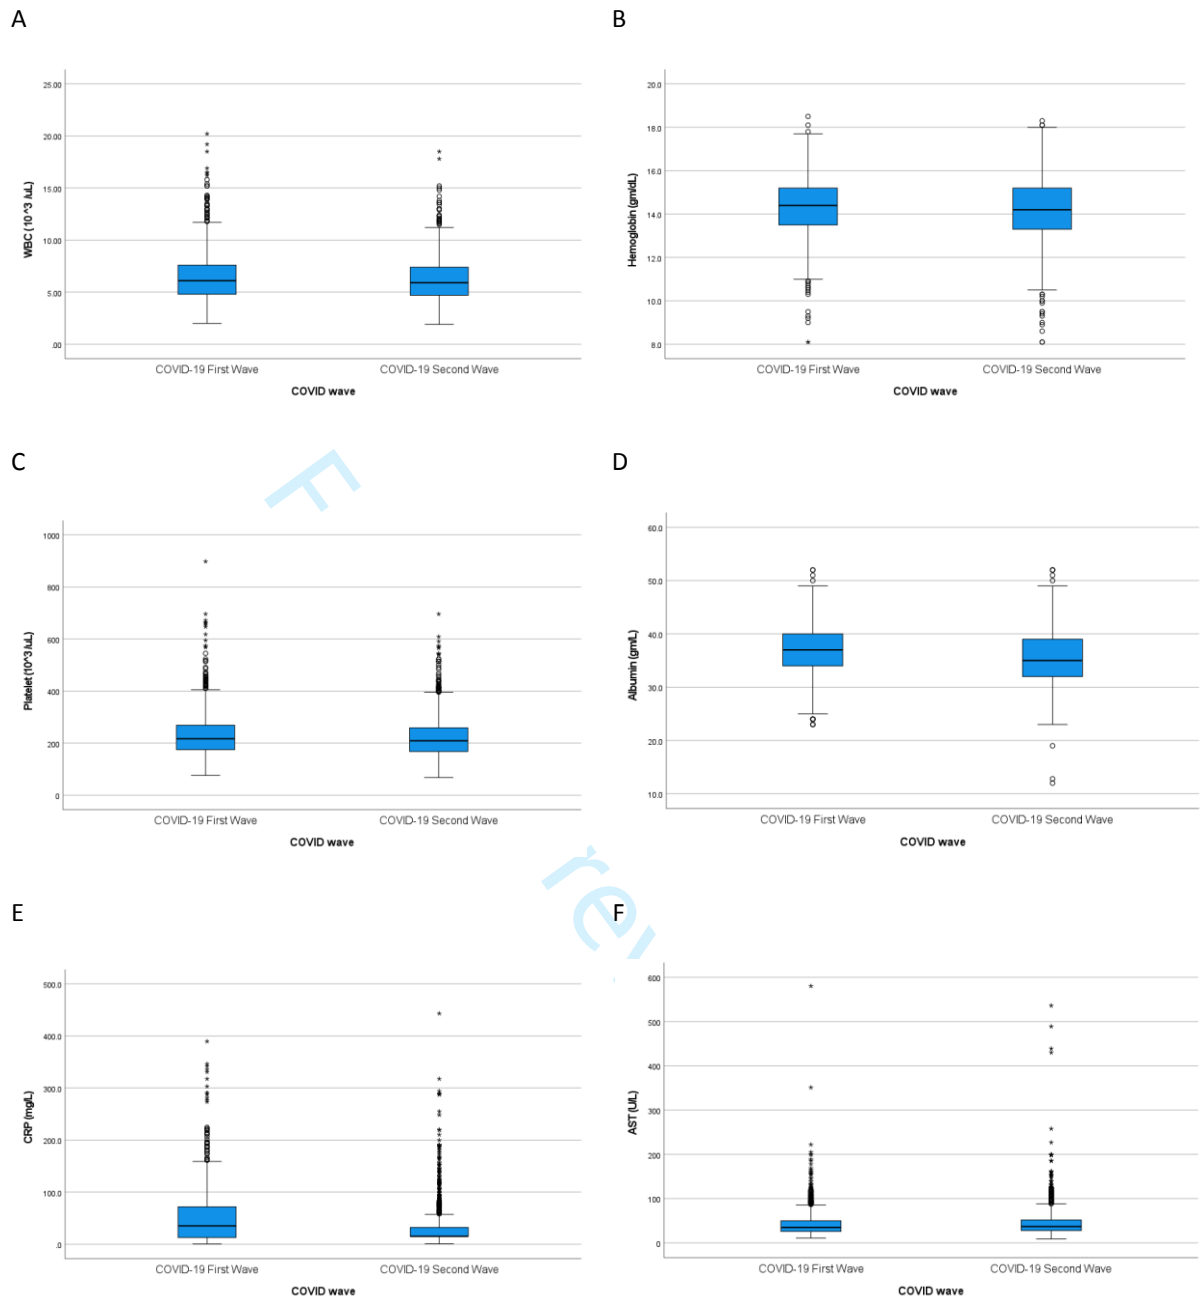 A
B
25.00
20.00
15.00
10.00
5.00
.00
WBC (10^3 /uL)
COVID-19 First Wave
COVID-19 Second Wave
COVID wave
20.0
18.0
16.0
14.0
12.0
10.0
8.0
Hemoglobin (gm/dL)
COVID-19 First Wave
COVID-19 Second Wave
COVID wave
C
D
1000
800
600
400
200
0
Platelet (10^3 /uL)
COVID-19 First Wave
COVID-19 Second Wave
COVID wave
60.0
50.0
40.0
30.0
20.0
10.0
Albumin (gm/L)
COVID-19 First Wave
COVID-19 Second Wave
COVID wave
F
rev
E
F
500.0
400.0
300.0
200.0
100.0
.0
CRP (mg/L)
COVID-19 First Wave
COVID-19 Second Wave
COVID wave
600
500
400
300
200
100
0
AST (U/L)
COVID-19 First Wave
COVID-19 Second Wave
COVID wave